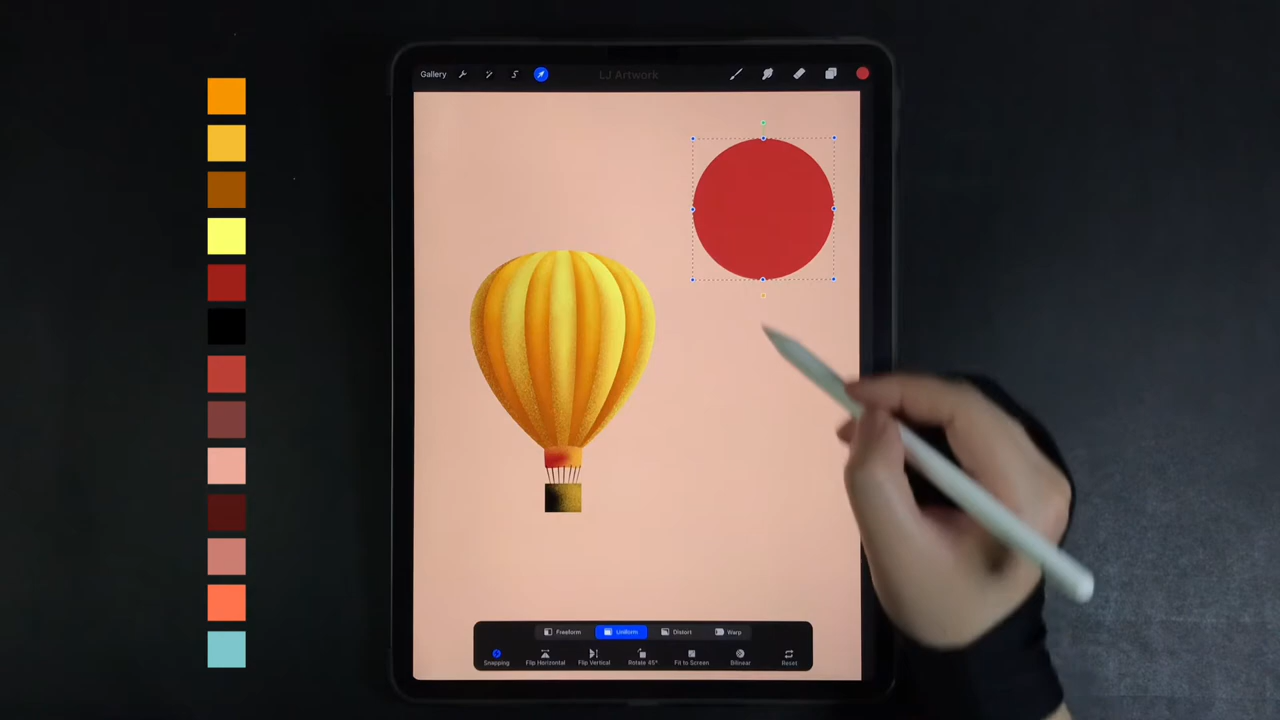 Gallery
LJ Artwork
Freeform Uniform Distort Warp
Snapping Flip Horizontal Flip Vertical Rotate 45° Fit to Screen Bilinear Reset